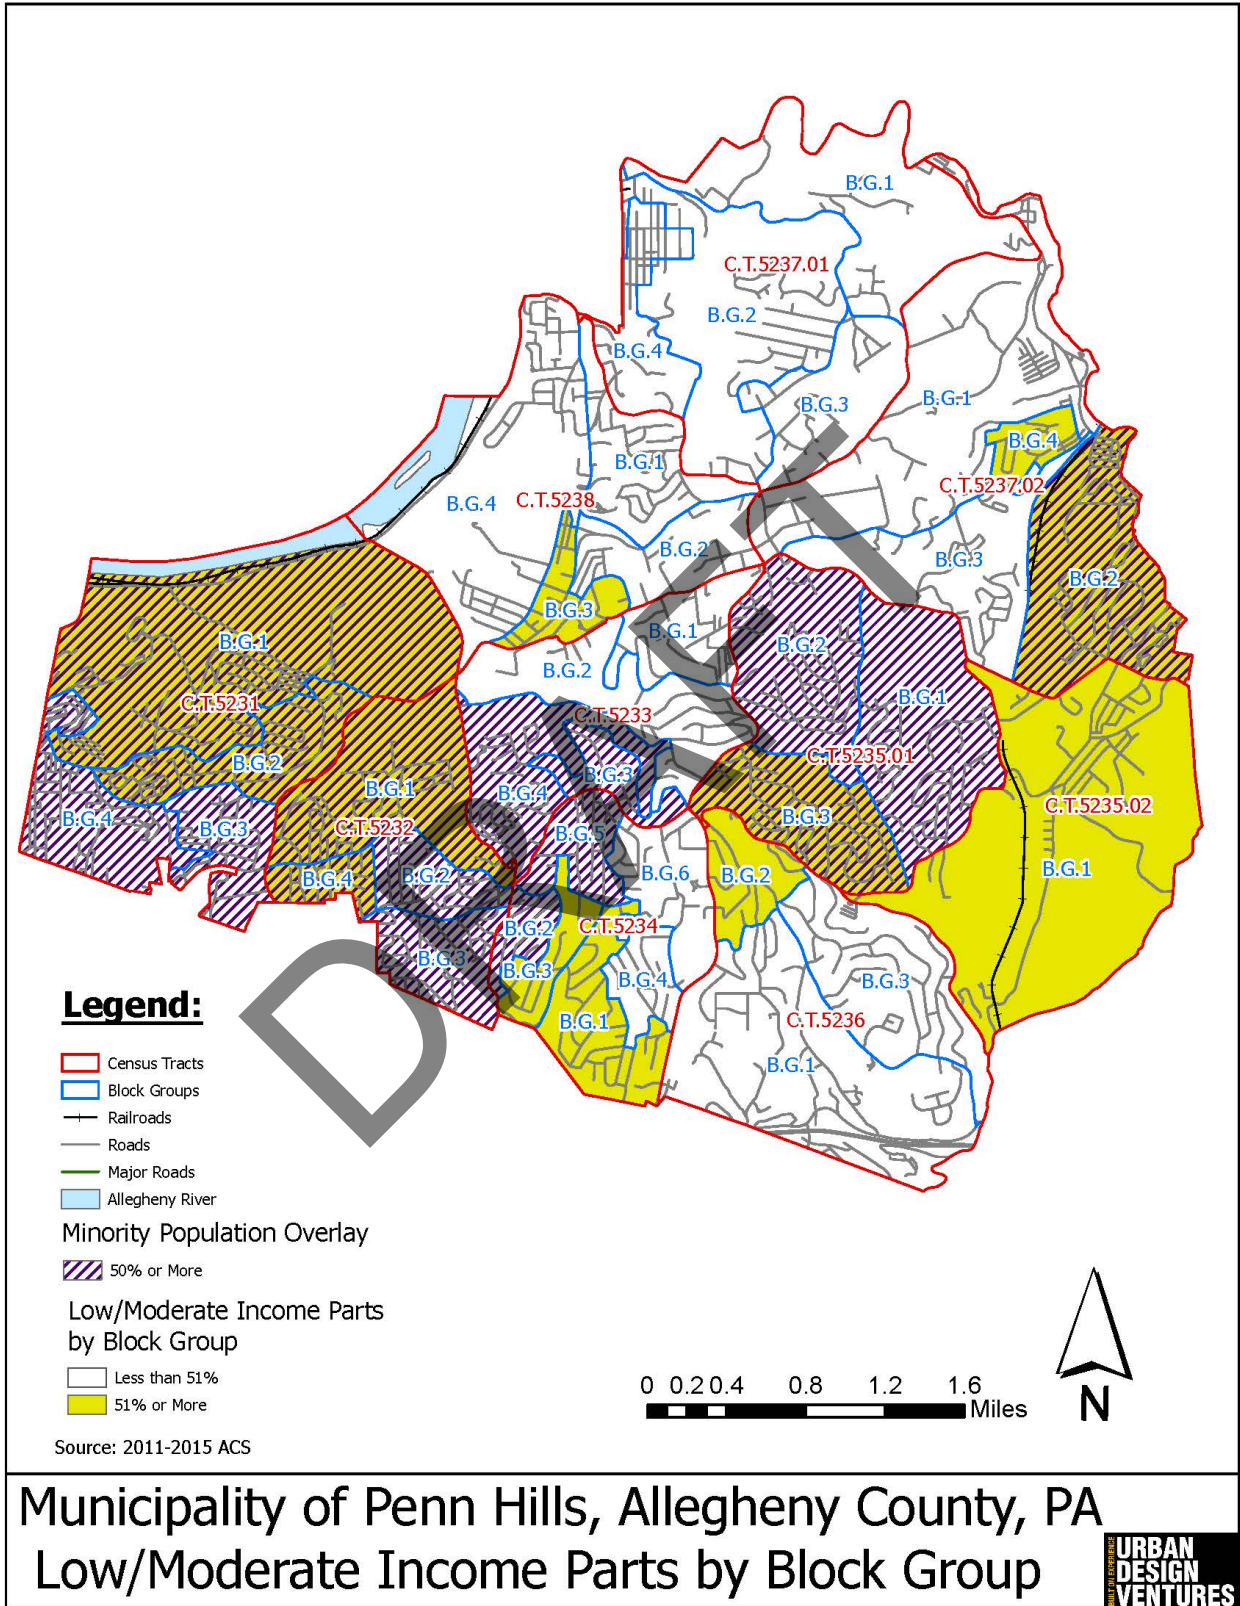 B.G.1
C.T.5237.01
B.G.2
B.G.4
B.G.3
B.G.1
B.G.4
B.G.1
C.T.5237.02
B.G.4
C.T.5238
B.G.2
B.G.3
B.G.2
B.G.3
B.G.1
B.G.2
B.G.1
B.G.2
B.G.1
C.T.5231
C.T.5233
C.T.5235.01
B.G.2
B.G.3
B.G.1
B.G.4
C.T.5235.02
B.G.4
B.G.3
C.T.5232
B.G.5
B.G.3
B.G.4
B.G.2
B.G.6
B.G.2
B.G.1
B.G.2
C.T.5234
B.G.3
B.G.3
B.G.4
B.G.3
B.G.1
C.T.5236
B.G.1
DRAFT
Legend:
Census Tracts
Block Groups
Railroads
Roads
Major Roads
Allegheny River
Minority Population Overlay
50% or More
Low/Moderate Income Parts
by Block Group
Less than 51%
51% or More
Source: 2011-2015 ACS
0 0.2 0.4 0.8 1.2 1.6
Miles
N
Municipality of Penn Hills, Allegheny County, PA
Low/Moderate Income Parts by Block Group
BUILT ON EXPERIENCE
URBAN
DESIGN
VENTURES